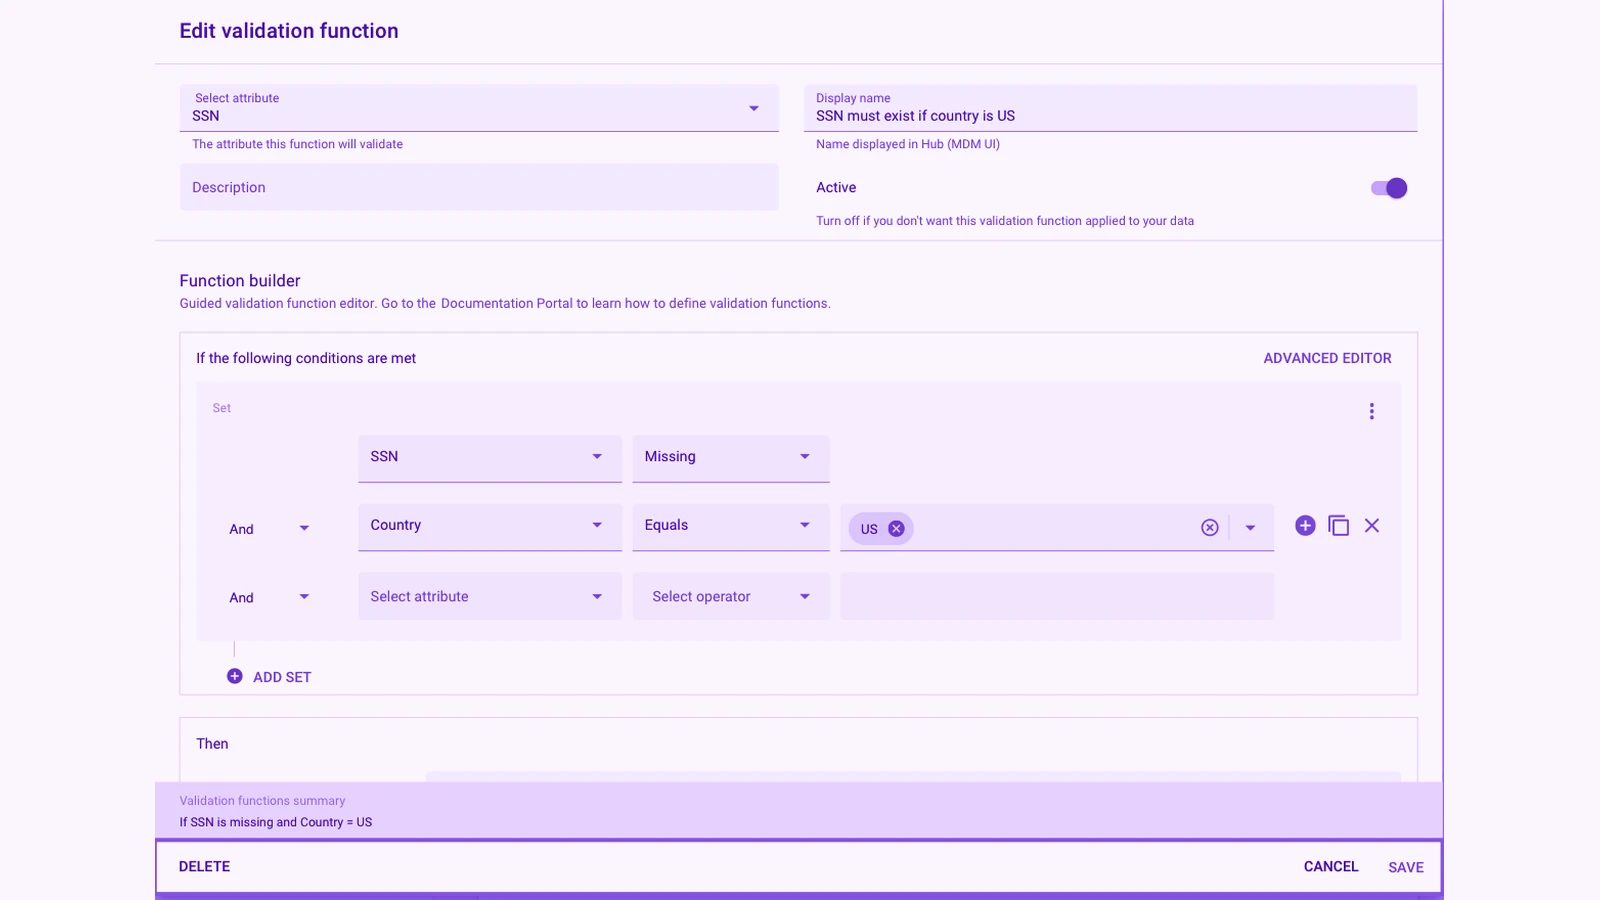 Edit validation function
Select attribute
SSN
The attribute this function will validate
Display name
SSN must exist if country is US
Name displayed in Hub (MDM UI)
Description
Active
Turn off if you don't want this validation function applied to your data
Function builder
Guided validation function editor. Go to the Documentation Portal to learn how to define validation functions.
If the following conditions are met
ADVANCED EDITOR
Set
SSN Missing
And Country Equals US
And Select attribute Select operator
ADD SET
Then
Validation functions summary
If SSN is missing and Country = US
DELETE CANCEL SAVE